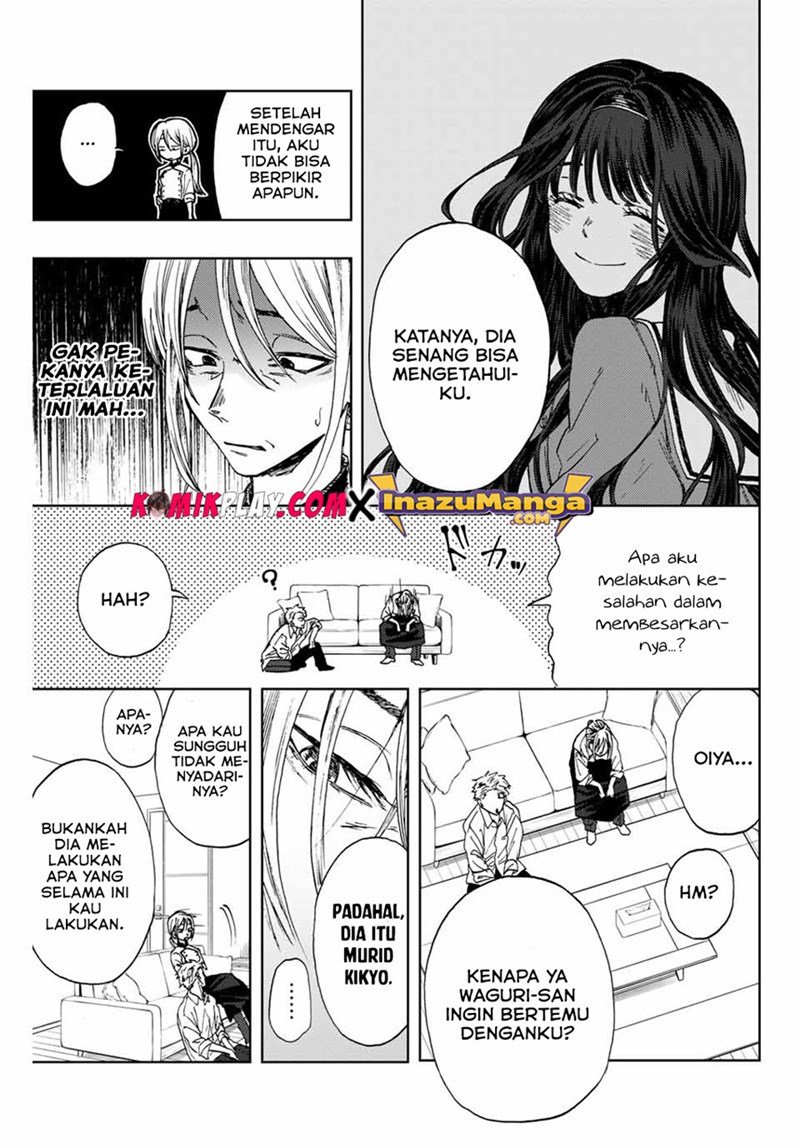 KATANYA, DIA
SENANG BISA
MENGETAHUI-
KU.
SETELAH
MENDENGAR
ITU, AKU
TIDAK BISA
BERPIKIR
APAPUN.
...
GAK PE-
KANYA KE-
TERLALUAN
INI MAH...
KOMIKPLAY.COM X InazuManga
.COM
Apa aku
melakukan ke-
salahan dalam
membesarkan-
nya...?
ドカッ
?
HAH?
OIYA...
HM?
KENAPA YA
WAGURI-SAN
INGIN BERTEMU
DENGANKU?
PADAHAL,
DIA ITU
MURID
KIKYO.
......
APA KAU
SUNGGUH
TIDAK ME-
NYADARI-
NYA?
APA-
NYA?
BUKANKAH
DIA ME-
LAKUKAN
APA YANG
SELAMA INI
KAU
LAKUKAN.